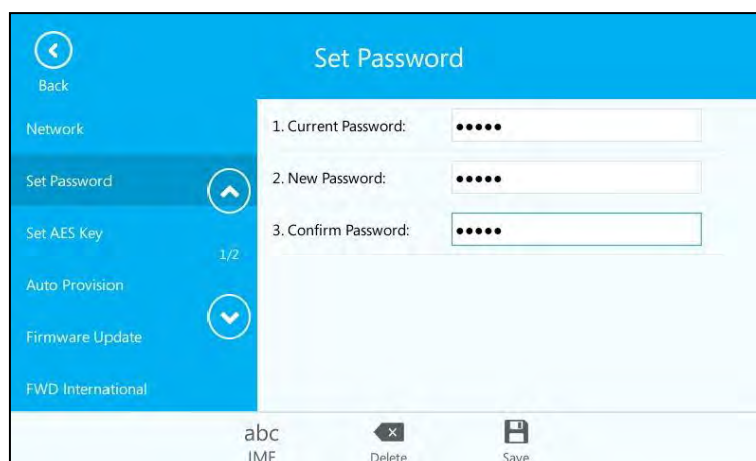 Set Password
Back
Network
Set Password
Set AES Key
1/2
Auto Provision
Firmware Update
FWD International
1. Current Password: •••••
2. New Password: •••••
3. Confirm Password: •••••
abc
IME
Delete
Save